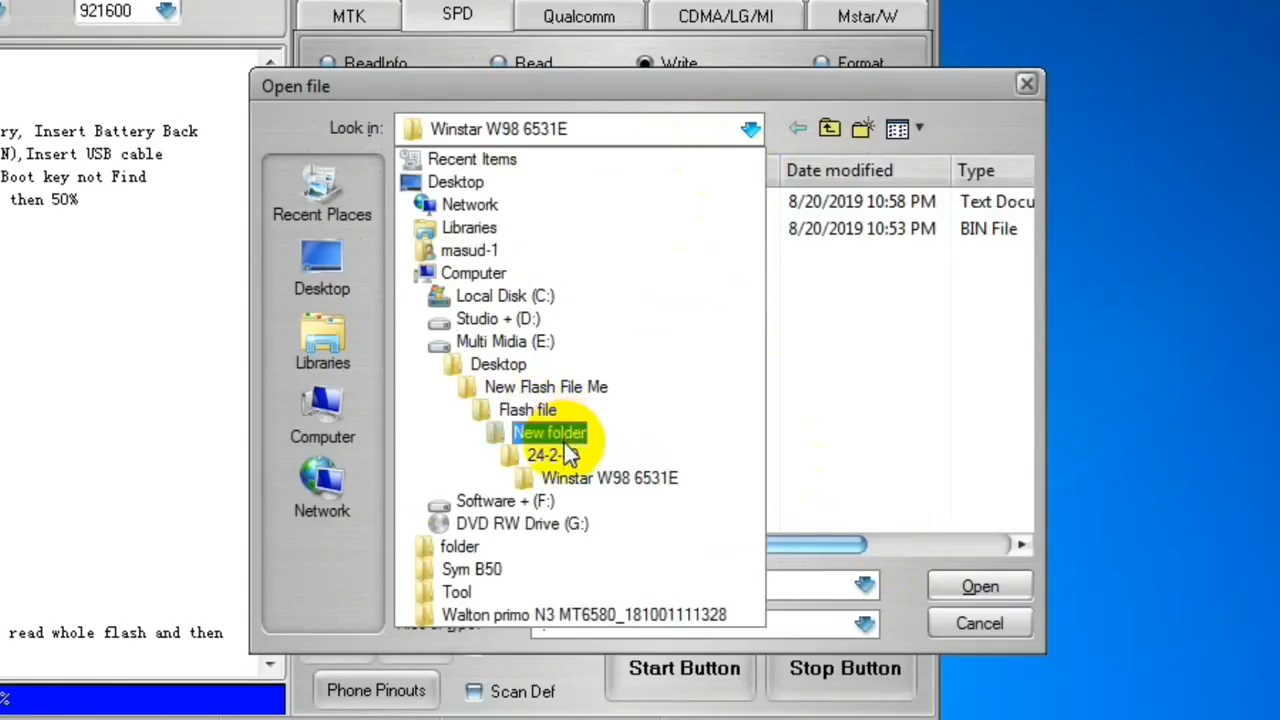 921600
MTK
SPD
Qualcomm
CDMA/LG/MI
Mstar/W
ReadInfo
Read
Write
Format
Open file
Look in:
Winstar W98 6531E
ry, Insert Battery Back
N),Insert USB cable
Boot key not Find
then 50%
read whole flash and then
%
Recent Places
Desktop
Libraries
Computer
Network
Recent Items
Desktop
Network
Libraries
masud-1
Computer
Local Disk (C:)
Studio + (D:)
Multi Midia (E:)
Desktop
New Flash File Me
Flash file
New folder
24-2-
Winstar W98 6531E
Software + (F:)
DVD RW Drive (G:)
folder
Sym B50
Tool
Walton primo N3 MT6580_181001111328
Date modified
Type
8/20/2019 10:58 PM
Text Docu
8/20/2019 10:53 PM
BIN File
Open
Cancel
Phone Pinouts
Scan Def
Start Button
Stop Button